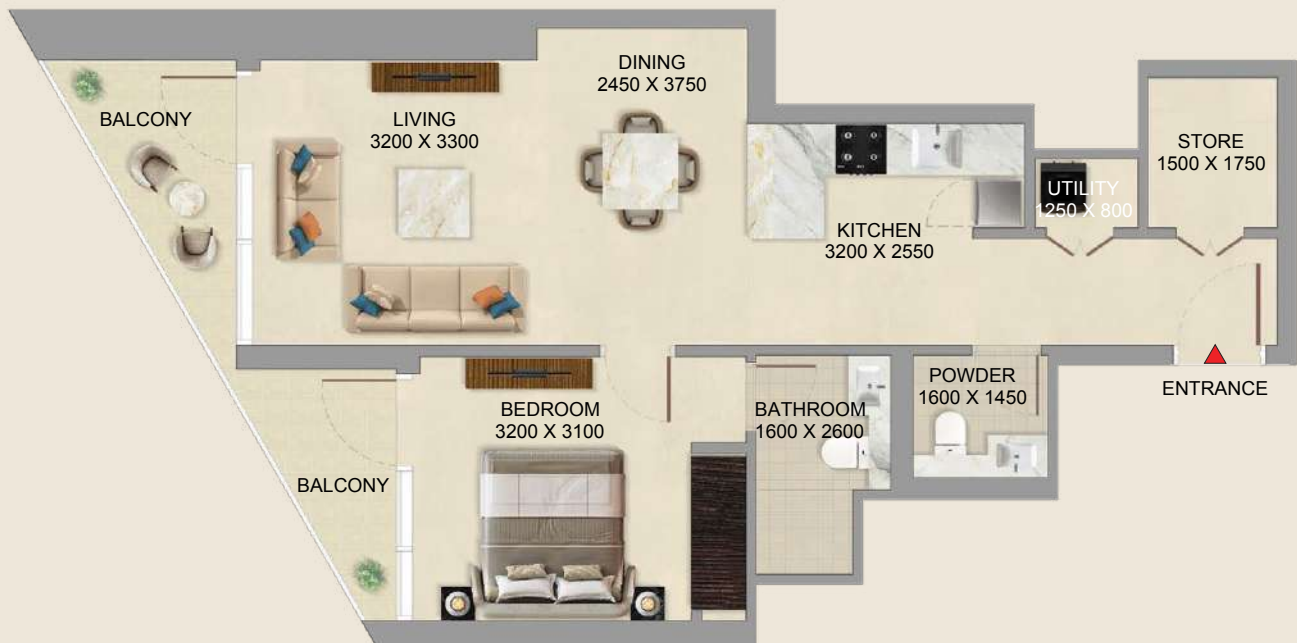 DINING
2450 X 3750
BALCONY
LIVING
3200 X 3300
STORE
1500 X 1750
UTILITY
1250 X 800
KITCHEN
3200 X 2550
POWDER
1600 X 1450
ENTRANCE
BEDROOM
3200 X 3100
BATHROOM
1600 X 2600
BALCONY